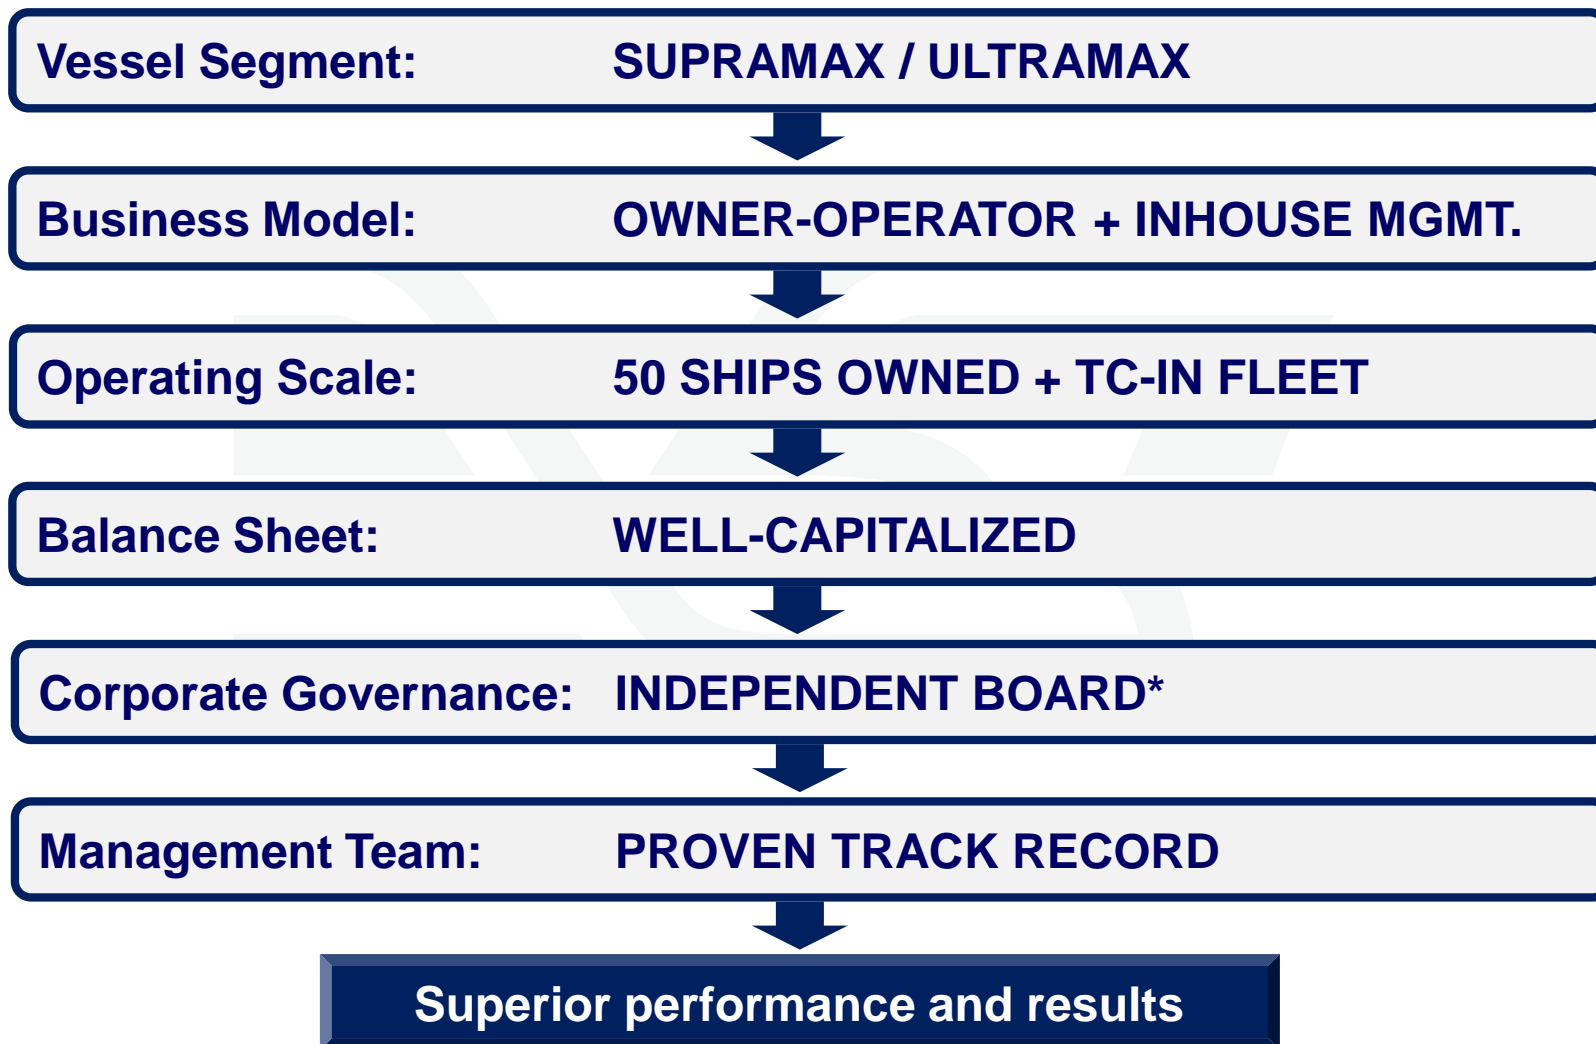 Vessel Segment: SUPRAMAX / ULTRAMAX
Business Model: OWNER-OPERATOR + INHOUSE MGMT.
Operating Scale: 50 SHIPS OWNED + TC-IN FLEET
Balance Sheet: WELL-CAPITALIZED
Corporate Governance: INDEPENDENT BOARD*
Management Team: PROVEN TRACK RECORD
Superior performance and results